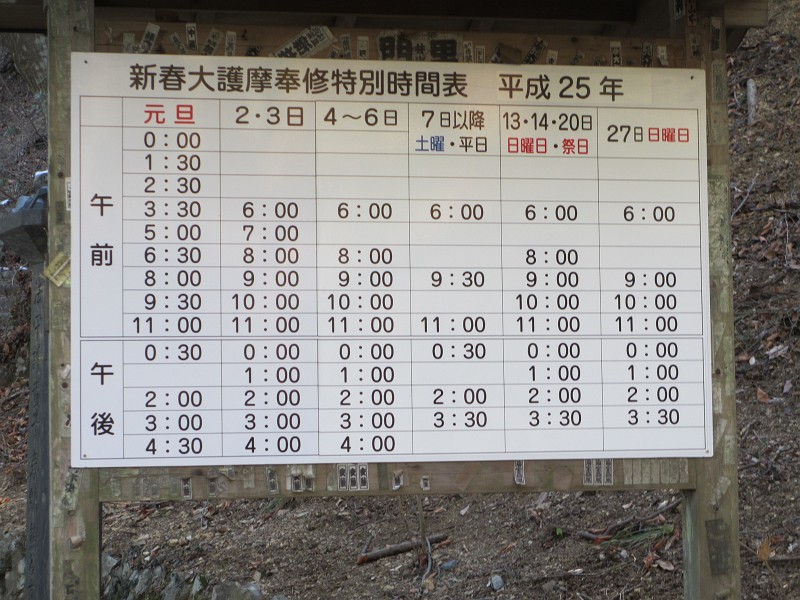 新春大護摩奉修特別時間表 平成25年
元旦 2・3日 4～6日 7日以降 13・14・20日 27日日曜日
土曜・平日 日曜日・祭日
午前
0：00
1：30
2：30
3：30 6：00 6：00 6：00 6：00 6：00
5：00 7：00
6：30 8：00 8：00 8：00
8：00 9：00 9：00 9：30 9：00 9：00
9：30 10：00 10：00 10：00 10：00
11：00 11：00 11：00 11：00 11：00 11：00
午後
0：30 0：00 0：00 0：30 0：00 0：00
1：00 1：00 1：00 1：00
2：00 2：00 2：00 2：00 2：00 2：00
3：00 3：00 3：00 3：30 3：30 3：30
4：30 4：00 4：00